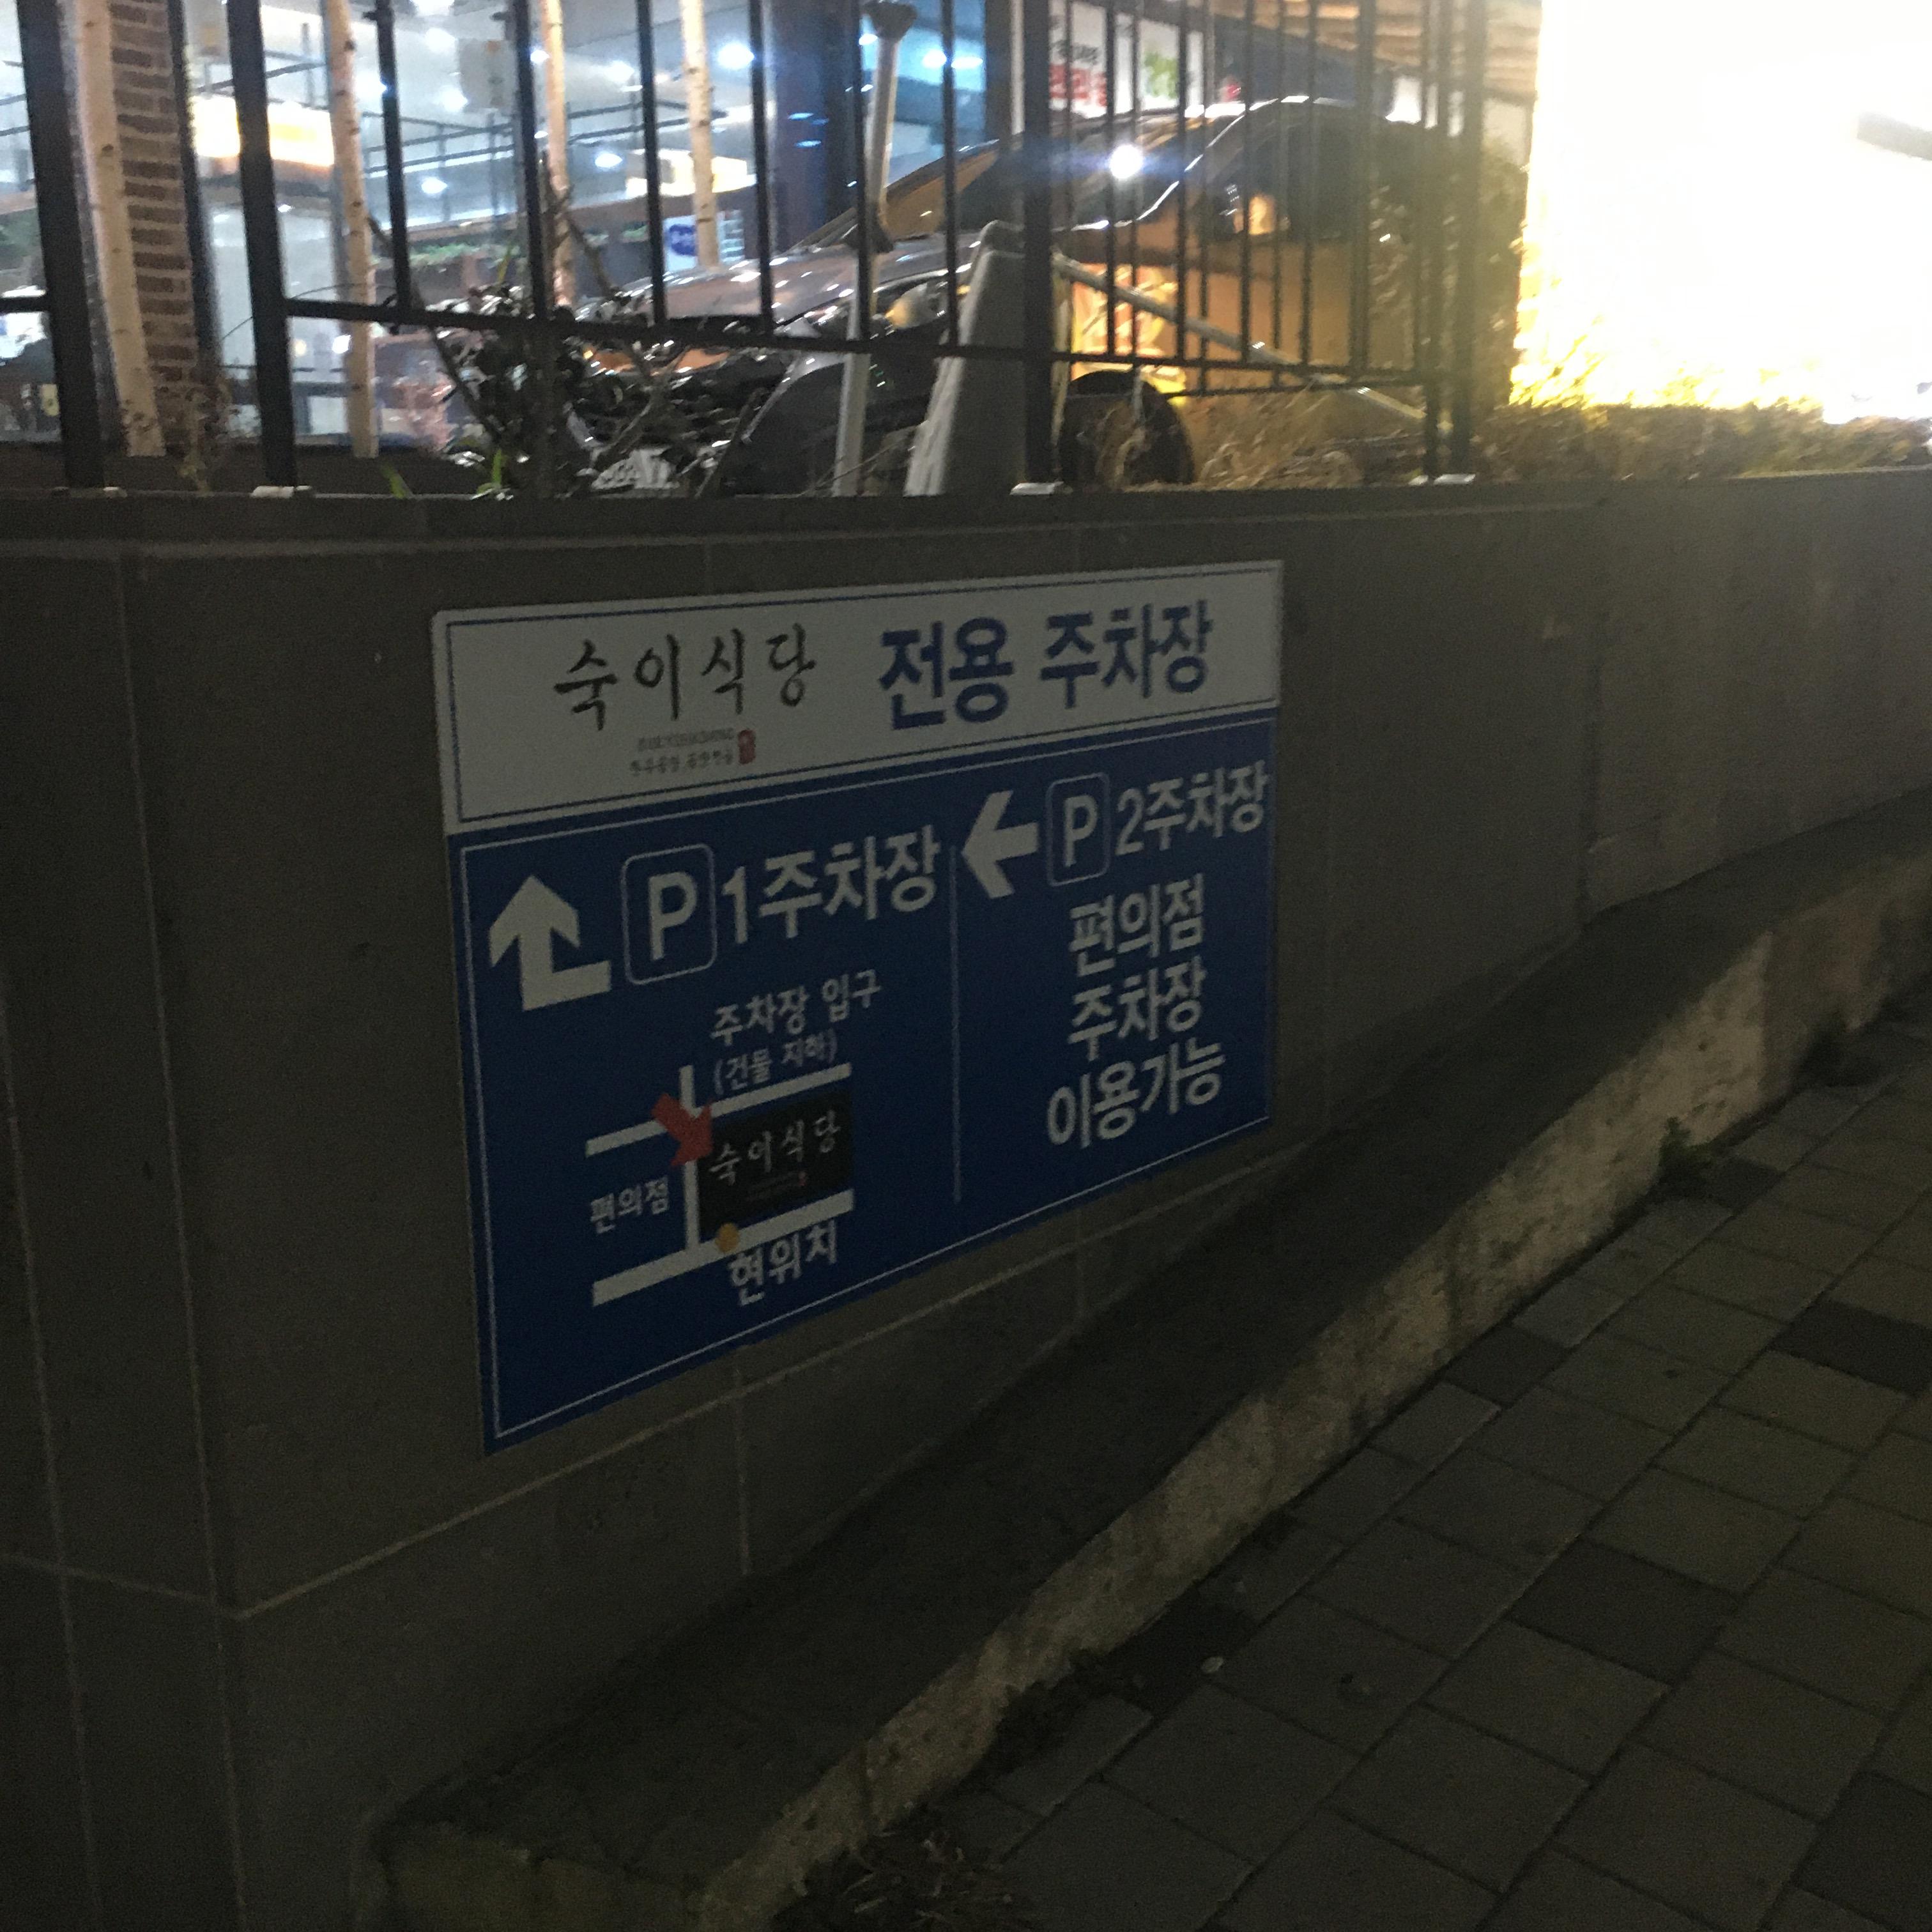 숙이식당 전용 주차장
P 1주차장
주차장 입구
(건물 지하)
숙이식당
편의점
현위치
P 2주차장
편의점
주차장
이용가능